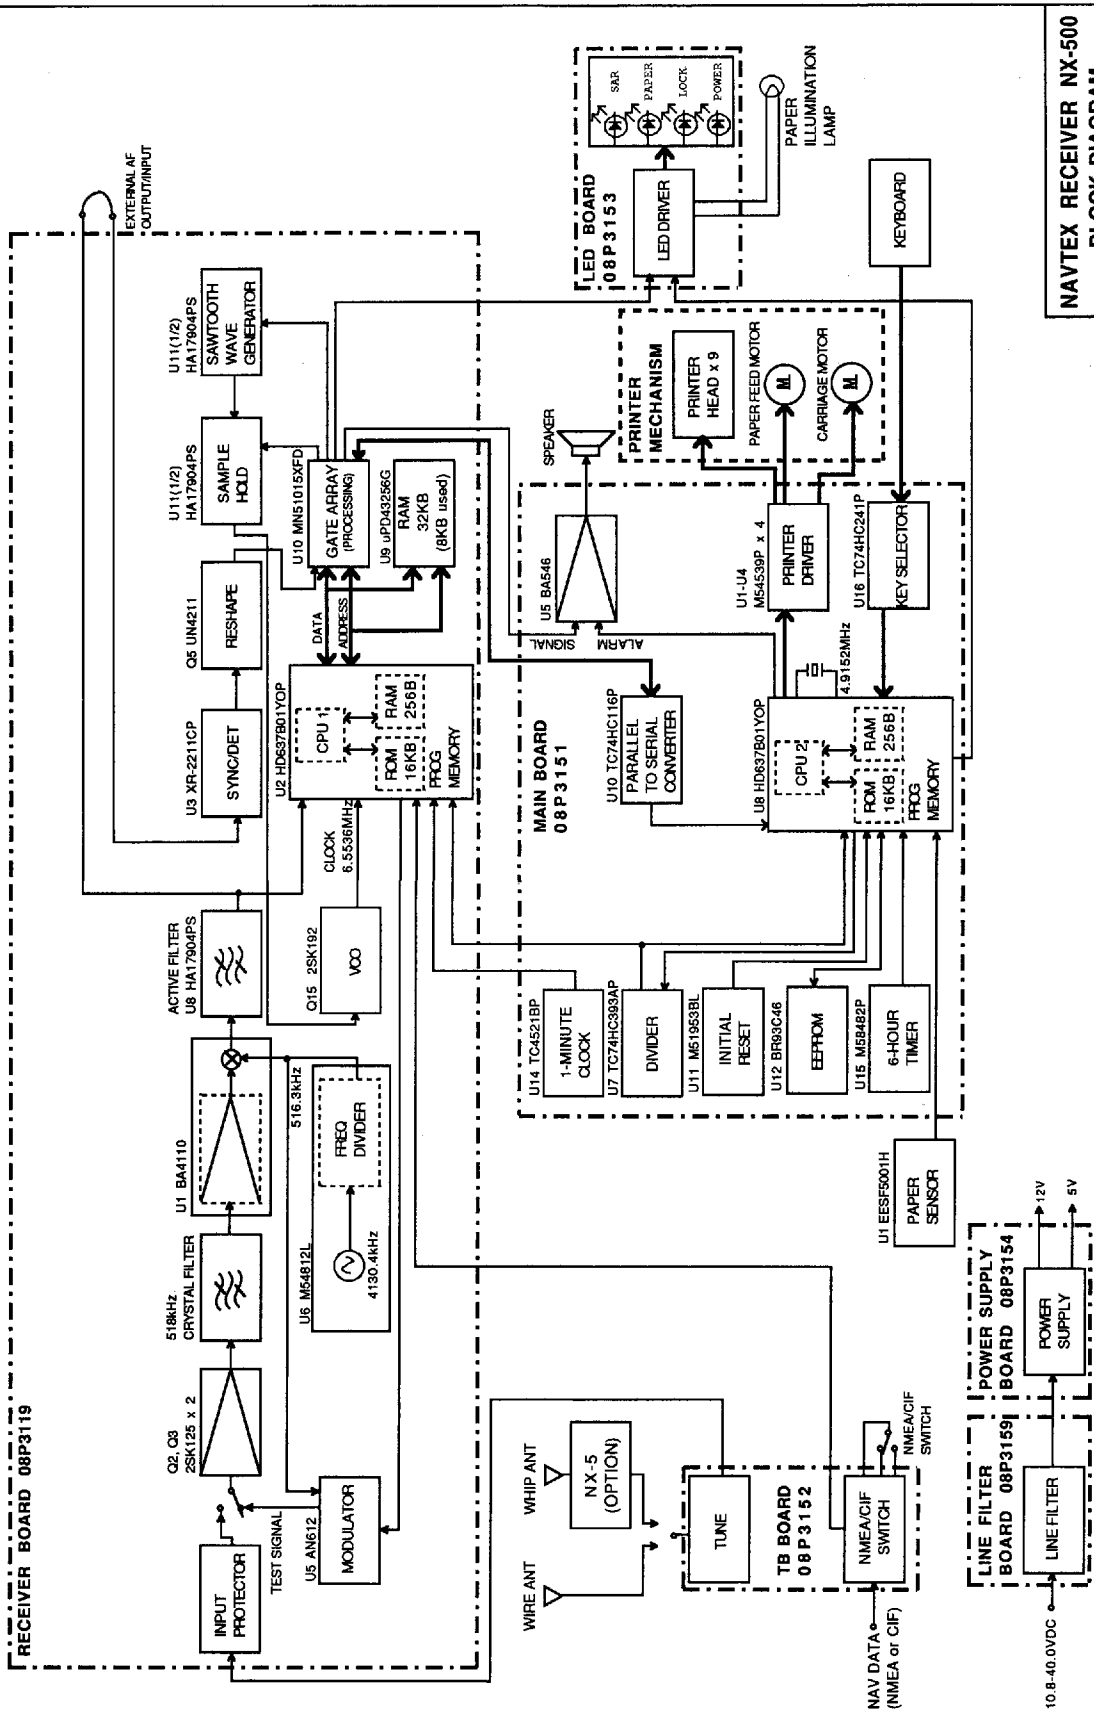 RECEIVER BOARD 08P3119
INPUT
PROTECTOR
TEST SIGNAL
Q2, Q3
2SK125 x 2
518kHz
CRYSTAL FILTER
U1 BA4110
ACTIVE FILTER
U8 HA17904PS
516.3kHz
U5 AN612
MODULATOR
U6 M54812L
4130.4kHz
FREQ
DIVIDER
Q15 2SK192
VCO
CLOCK
6.5536MHz
U3 XR-2211CP
SYNC/DET
Q5 UN4211
RESHAPE
U11(1/2)
HA17904PS
SAMPLE
HOLD
U11(1/2)
HA17904PS
SAWTOOTH
WAVE
GENERATOR
EXTERNAL AF
OUTPUT/INPUT
U2 HD637B01YOP
CPU 1
ROM
16KB
RAM
256B
PROG
MEMORY
DATA
ADDRESS
U10 MN51015XFD
GATE ARRAY
(PROCESSING)
U9 uPD43256G
RAM
32KB
(8KB used)
LED BOARD
08P3153
LED DRIVER
SAR
PAPER
LOCK
POWER
PAPER
ILLUMINATION
LAMP
SPEAKER
PRINTER
MECHANISM
PRINTER
HEAD x 9
PAPER FEED MOTOR
M
CARRIAGE MOTOR
M
KEYBOARD
MAIN BOARD
08P3151
U5 BA546
SIGNAL
ALARM
U10 TC74HC116P
PARALLEL
TO SERIAL
CONVERTER
U1-U4
M54539P x 4
PRINTER
DRIVER
U16 TC74HC241P
KEY SELECTOR
4.9152MHz
U8 HD637B01YOP
CPU 2
ROM
16KB
RAM
256B
PROG
MEMORY
U14 TC4521BP
1-MINUTE
CLOCK
U7 TC74HC393AP
DIVIDER
U11 M51953BL
INITIAL
RESET
U12 BR93C46
EEPROM
U15 M58482P
6-HOUR
TIMER
U1 EESF5001H
PAPER
SENSOR
WIRE ANT
WHIP ANT
NX-5
(OPTION)
TB BOARD
08P3152
TUNE
NMEA/CIF
SWITCH
NMEA/CIF
SWITCH
NAV DATA
(NMEA or CIF)
LINE FILTER
BOARD 08P3159
LINE FILTER
10.8-40.0VDC
POWER SUPPLY
BOARD 08P3154
POWER
SUPPLY
12V
5V
NAVTEX RECEIVER NX-500
BLOCK DIAGRAM